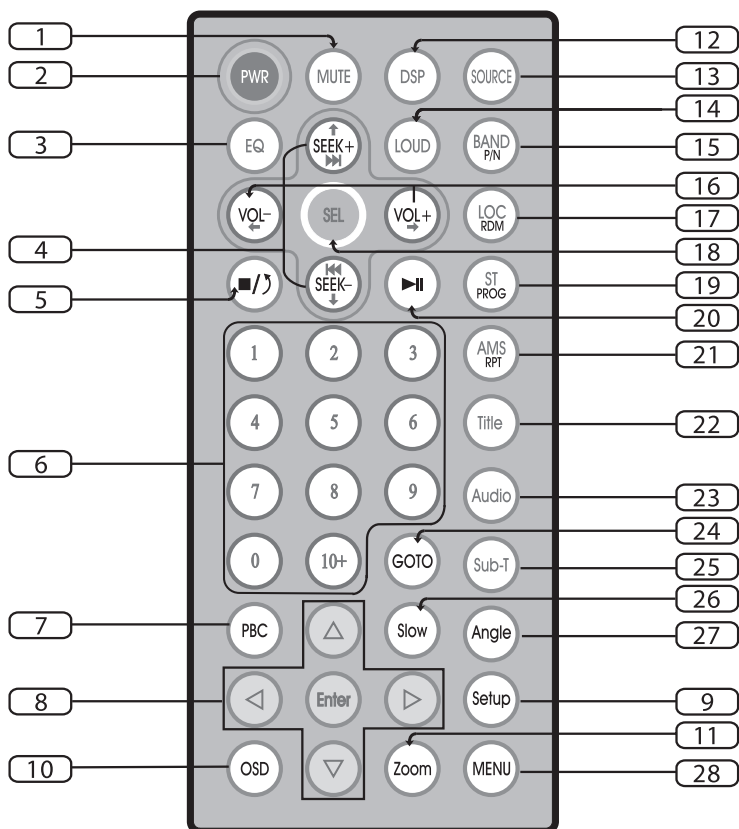 1 12
2 PWR MUTE DSP SOURCE 13
14
3 EQ SEEK+ LOUD BAND P/N 15
16
VOL- SEL VOL+ LOC RDM 17
4 18
5 ■/ SEEK- ►II ST PROG 19
20
1 2 3 AMS RPT 21
4 5 6 Title 22
6
7 8 9 Audio 23
24
0 10+ GOTO Sub-T 25
26
7 PBC Slow Angle 27
8 Enter Setup 9
11
10 OSD Zoom MENU 28